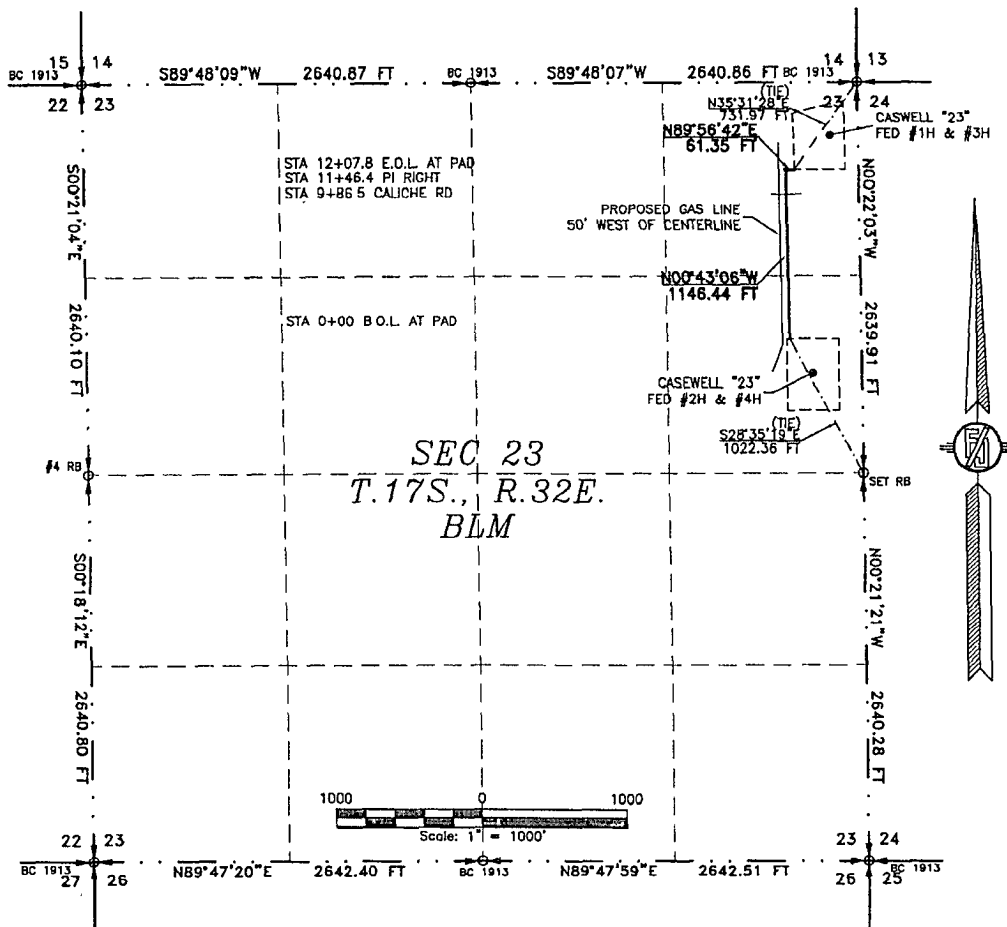 15 14
BC 1913
22 23
S89°48'09"W 2640.87 FT
BC 1913
S89°48'07"W 2640.86 FT
BC 1913
14 13
23 24
(TIE)
N35°31'28"E
731.97 FT
CASWELL "23"
FED #1H & #3H
N89°56'42"E
61.35 FT
STA 12+07.8 E.O.L. AT PAD
STA 11+46.4 PI RIGHT
STA 9+86 5 CALICHE RD
PROPOSED GAS LINE
50' WEST OF CENTERLINE
S00°21'04"E
2640.10 FT
N00°22'03"W
2639.91 FT
N00°43'06"W
1146.44 FT
STA 0+00 B O.L. AT PAD
CASEWELL "23"
FED #2H & #4H
(TIE)
S28°35'19"E
1022.36 FT
#4 RB
SEC 23
T.17S., R.32E.
BLM
SET RB
S00°18'12"E
2640.80 FT
N00°21'21"W
2640.28 FT
1000 0 1000
Scale: 1" = 1000'
22 23
BC 1913
27 26
N89°47'20"E 2642.40 FT
BC 1913
N89°47'59"E 2642.51 FT
23 24
BC 1913
26 25